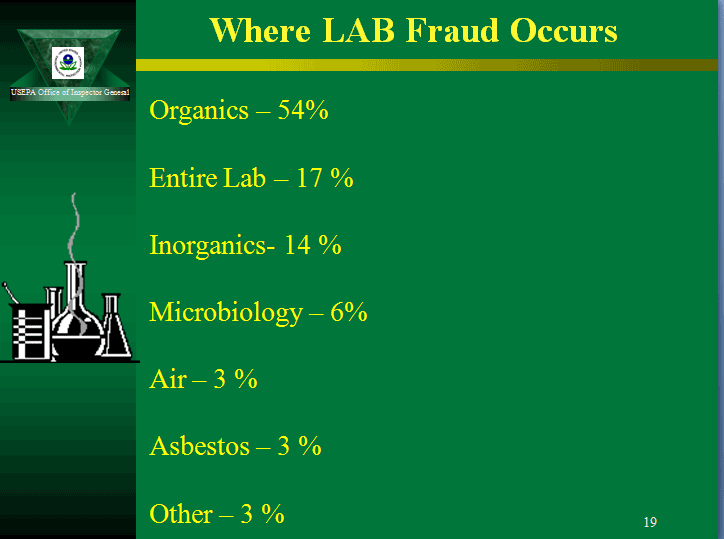 Where LAB Fraud Occurs
USEPA Office of Inspector General
Organics – 54%
Entire Lab – 17 %
Inorganics- 14 %
Microbiology – 6%
Air – 3 %
Asbestos – 3 %
Other – 3 %
19